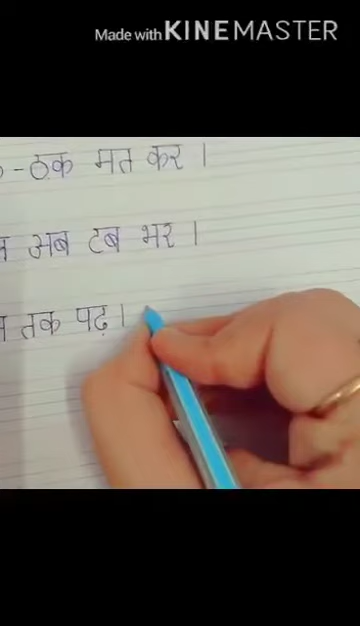 Made with KINEMASTER
-ठक मत कर ।
अब टब भर ।
तक पढ़ ।